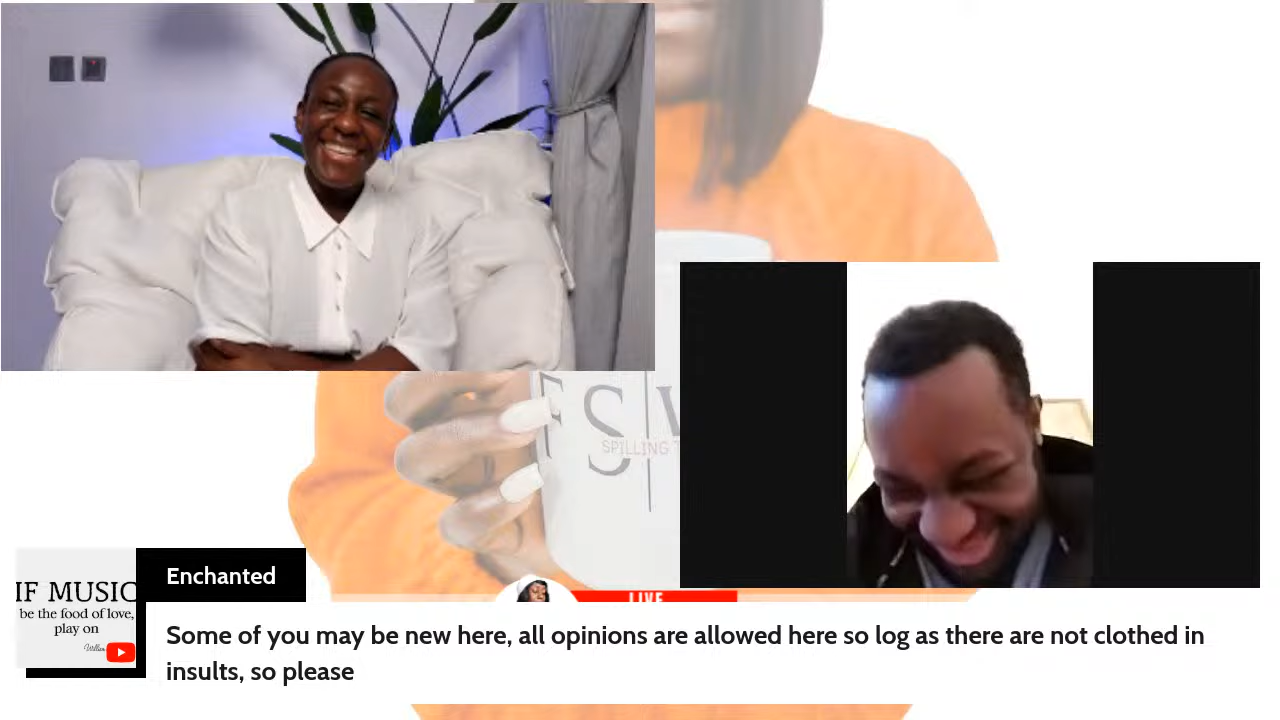 FSW
SPILLING T
IF MUSIC
be the food of love,
play on
Enchanted
LIVE
Some of you may be new here, all opinions are allowed here so log as there are not clothed in
insults, so please